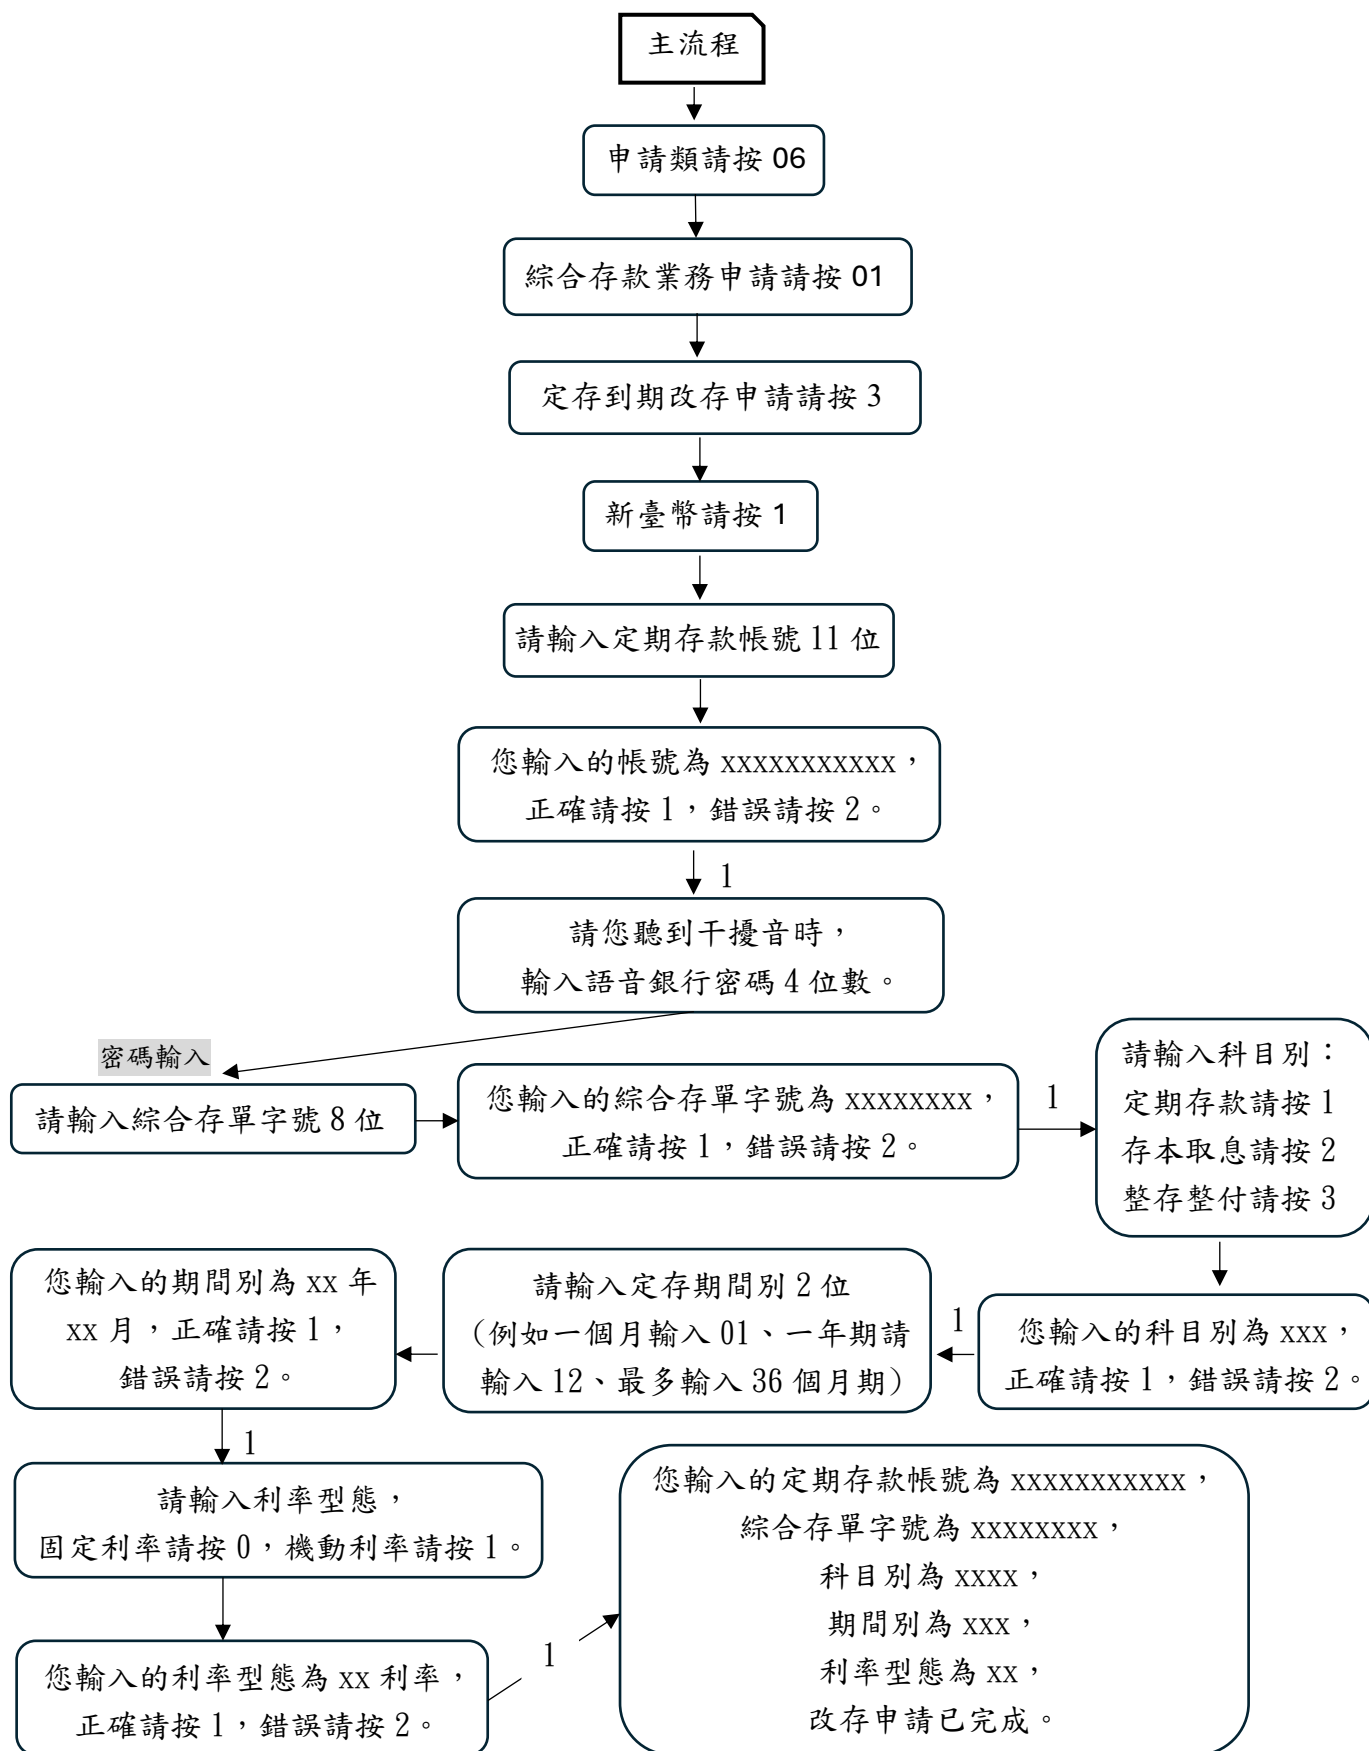 主流程
申請類請按 06
綜合存款業務申請請按 01
定存到期改存申請請按 3
新臺幣請按 1
請輸入定期存款帳號 11 位
您輸入的帳號為 xxxxxxxxxxx，
正確請按 1，錯誤請按 2。
1
請您聽到干擾音時，
輸入語音銀行密碼 4 位數。
密碼輸入
請輸入綜合存單字號 8 位
您輸入的綜合存單字號為 xxxxxxxx，
正確請按 1，錯誤請按 2。
1
請輸入科目別：
定期存款請按 1
存本取息請按 2
整存整付請按 3
您輸入的科目別為 xxx，
正確請按 1，錯誤請按 2。
1
請輸入定存期間別 2 位
(例如一個月輸入 01、一年期請
輸入 12、最多輸入 36 個月期)
您輸入的期間別為 xx 年
xx 月，正確請按 1，
錯誤請按 2。
1
請輸入利率型態，
固定利率請按 0，機動利率請按 1。
您輸入的利率型態為 xx 利率，
正確請按 1，錯誤請按 2。
1
您輸入的定期存款帳號為 xxxxxxxxxxx，
綜合存單字號為 xxxxxxxx，
科目別為 xxxx，
期間別為 xxx，
利率型態為 xx，
改存申請已完成。